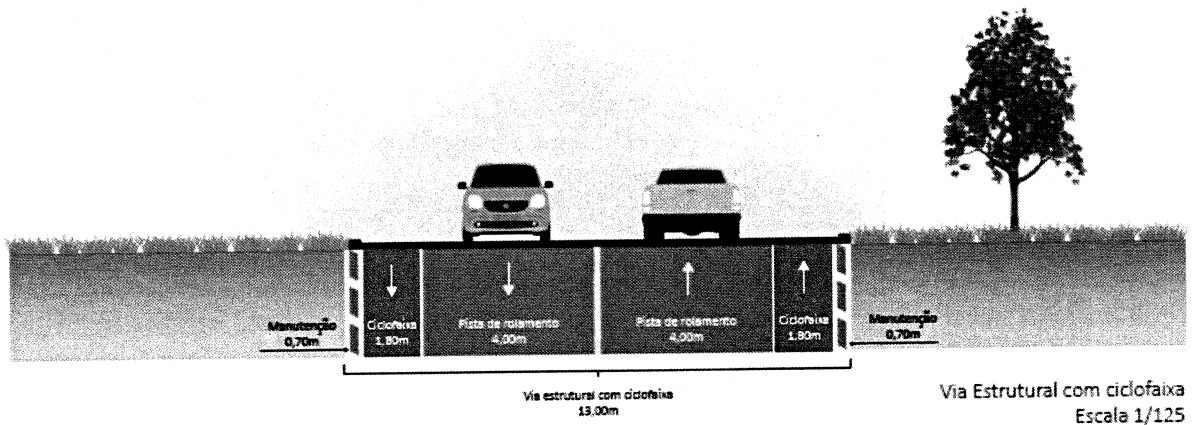 Manutenção
0,70m
Ciclofaixa
1,80m
Pista de rolamento
4,00m
Pista de rolamento
4,00m
Ciclofaixa
1,80m
Manutenção
0,70m
Via estrutural com ciclofaixa
13,00m
Via Estrutural com ciclofaixa
Escala 1/125